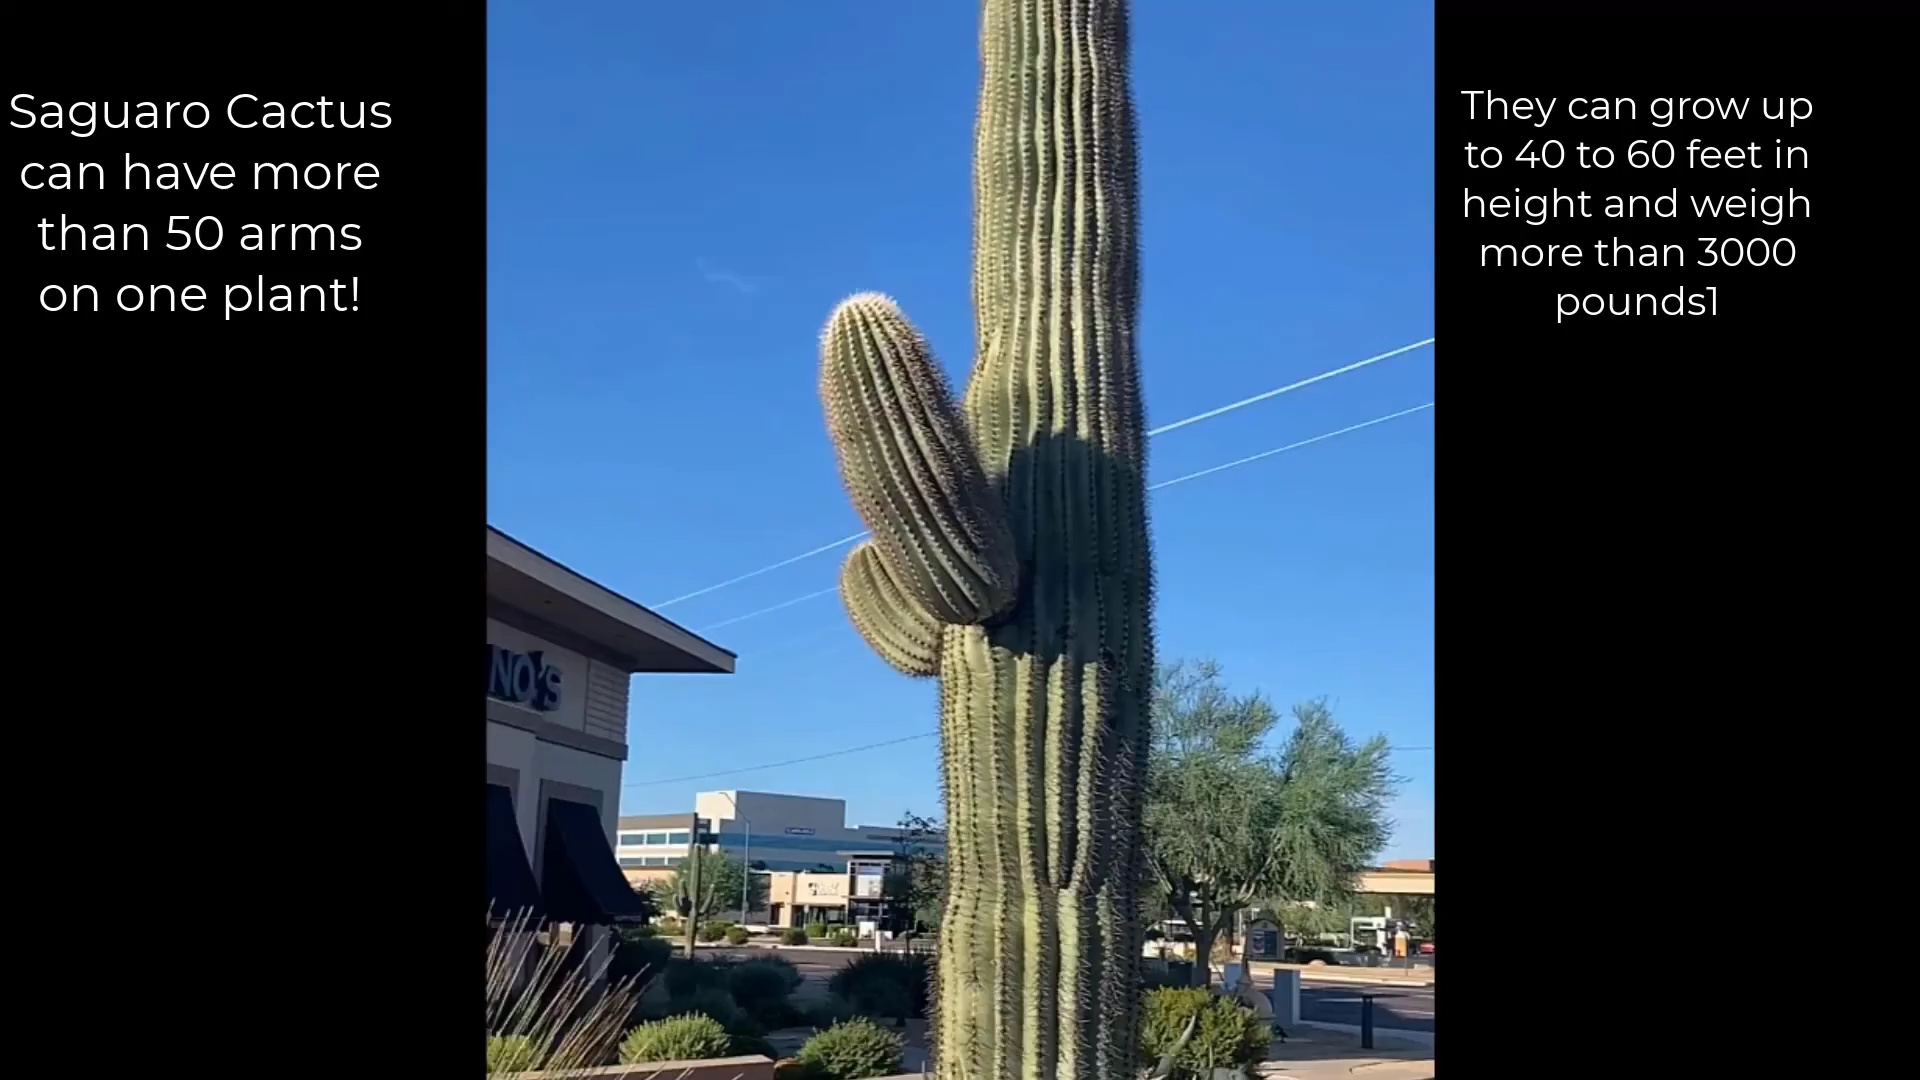 Saguaro Cactus
can have more
than 50 arms
on one plant!
They can grow up
to 40 to 60 feet in
height and weigh
more than 3000
pounds1
NO'S